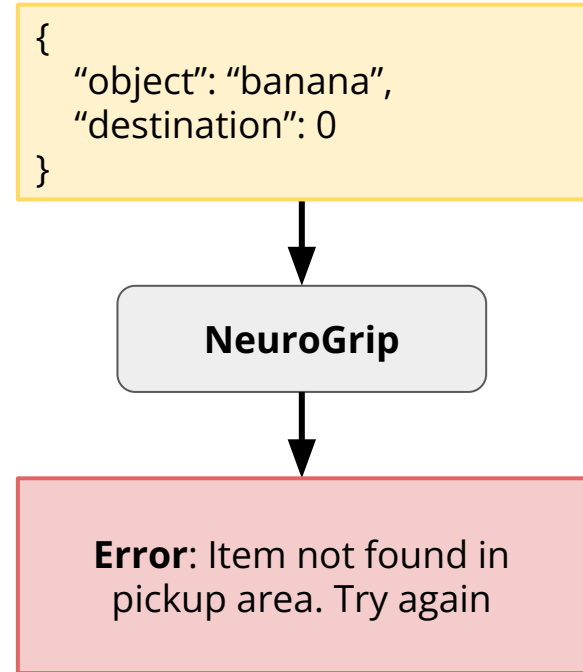 {
“object”: “banana”,
“destination”: 0
}
NeuroGrip
Error: Item not found in
pickup area. Try again